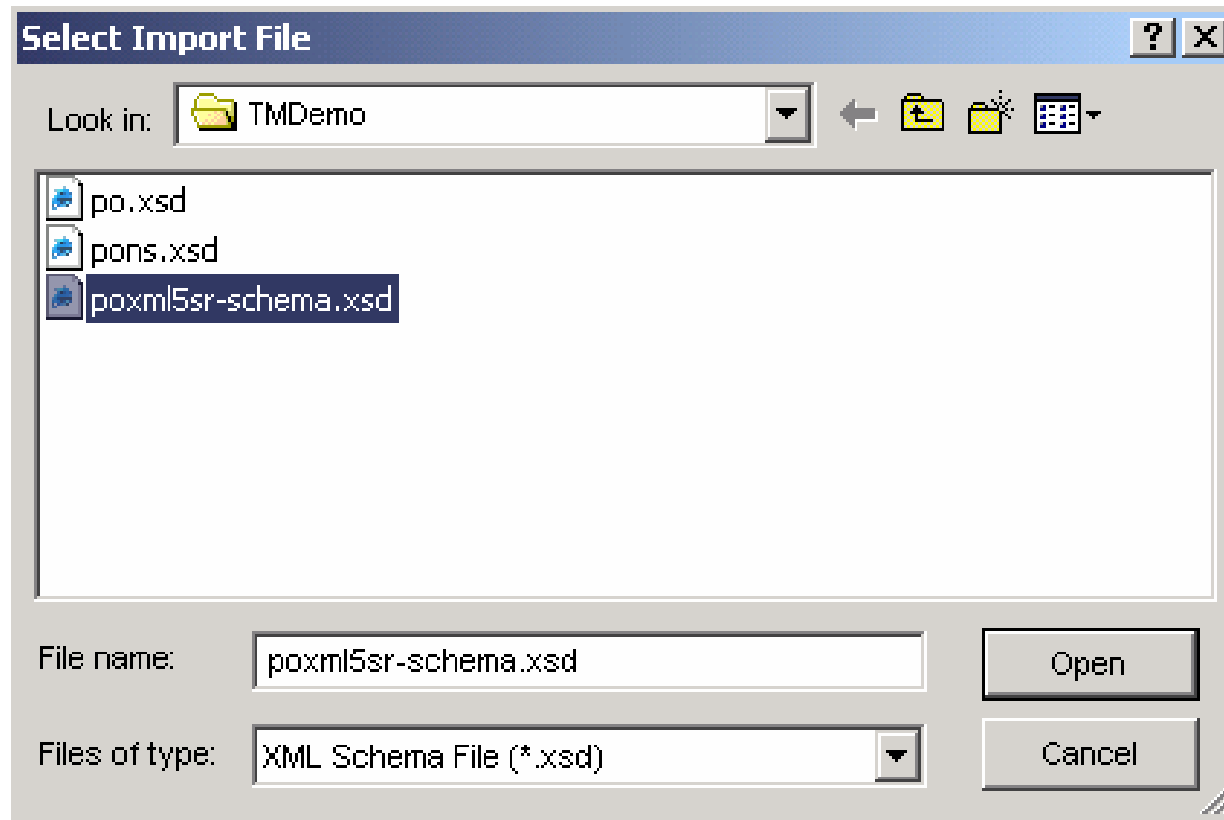 Select Import File
Look in: TMDemo
po.xsd
pons.xsd
poxml5sr-schema.xsd
File name: poxml5sr-schema.xsd
Open
Files of type: XML Schema File (*.xsd)
Cancel